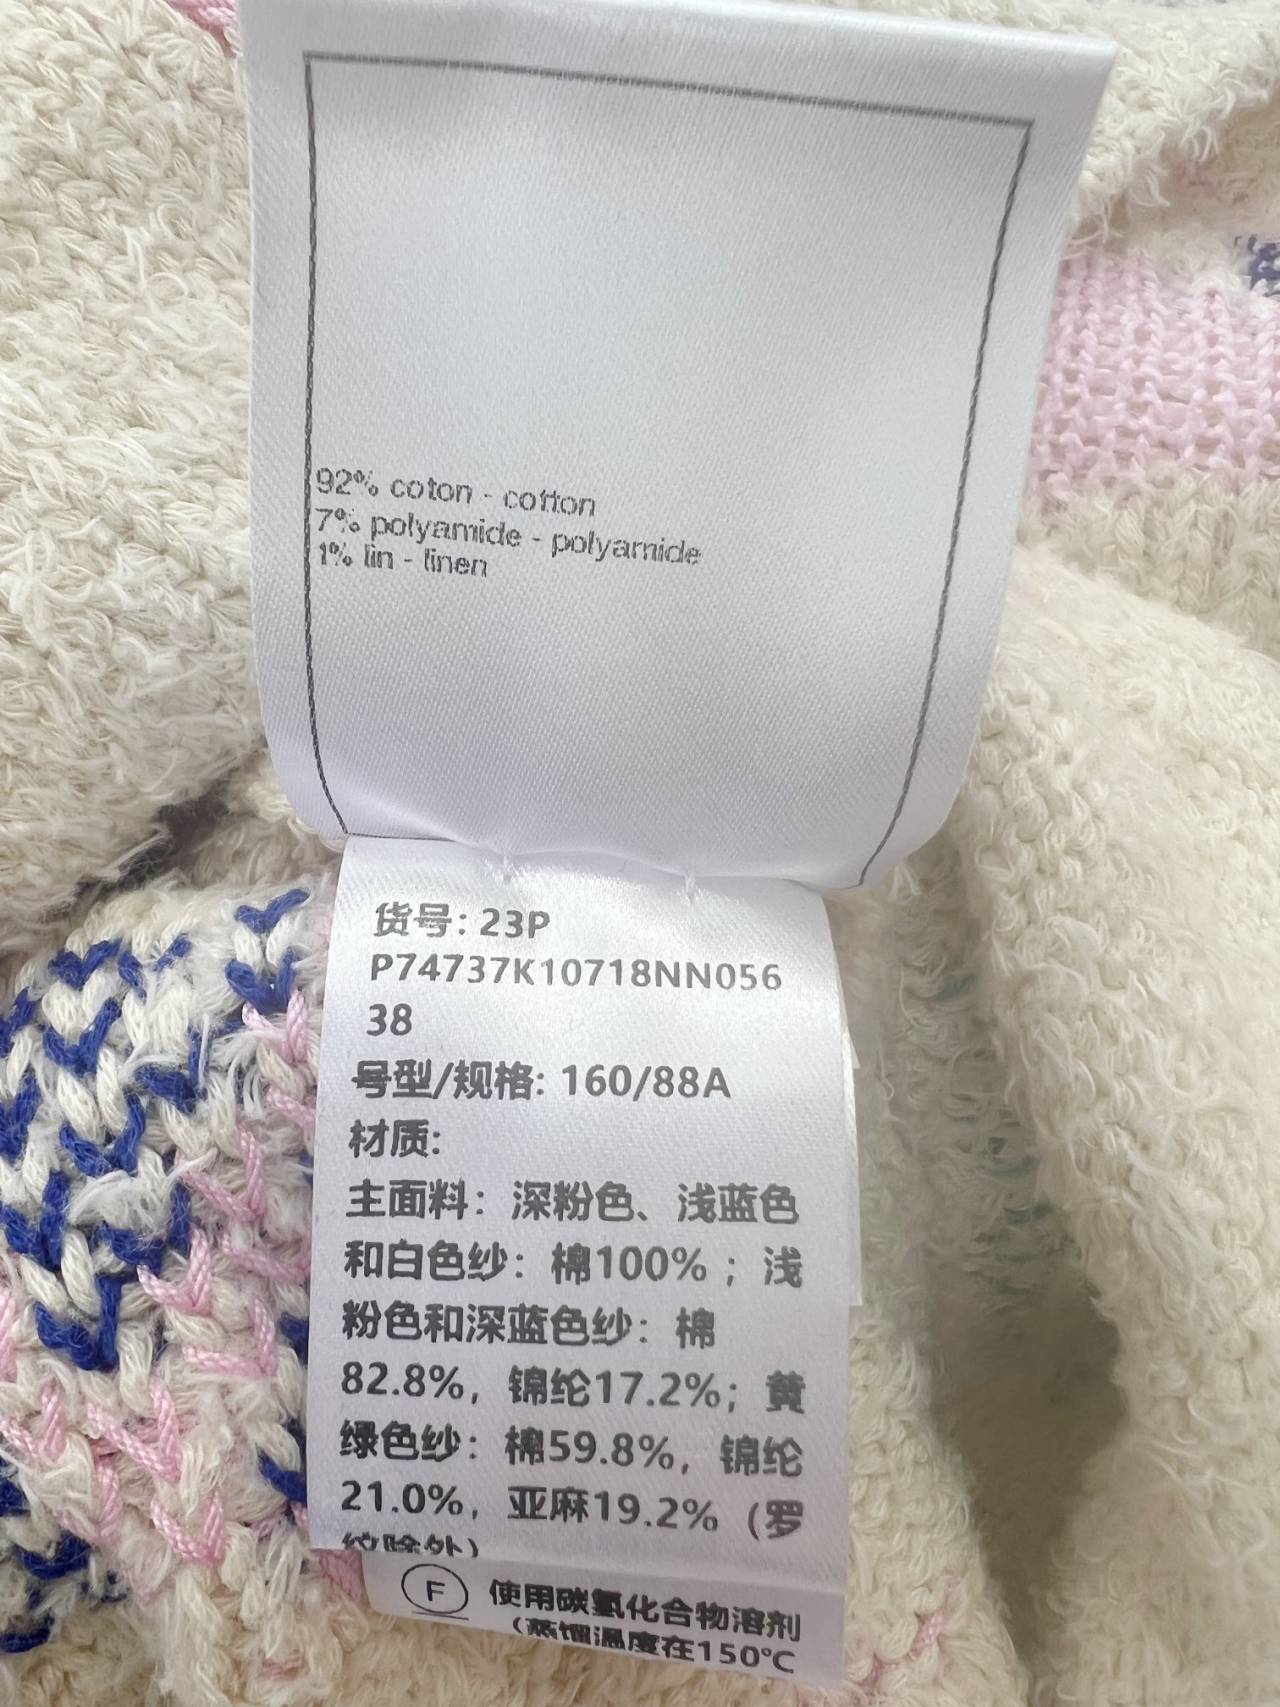 92% coton - cotton
7% polyamide - polyamide
1% lin - linen
货号: 23P
P74737K10718NN056
38
号型/规格: 160/88A
材质:
主面料：深粉色、浅蓝色
和白色纱：棉100%；浅
粉色和深蓝色纱：棉
82.8%，锦纶17.2%；黄
绿色纱：棉59.8%，锦纶
21.0%，亚麻19.2%（罗
纹除外）
F 使用碳氢化合物溶剂
（蒸馏温度在150℃